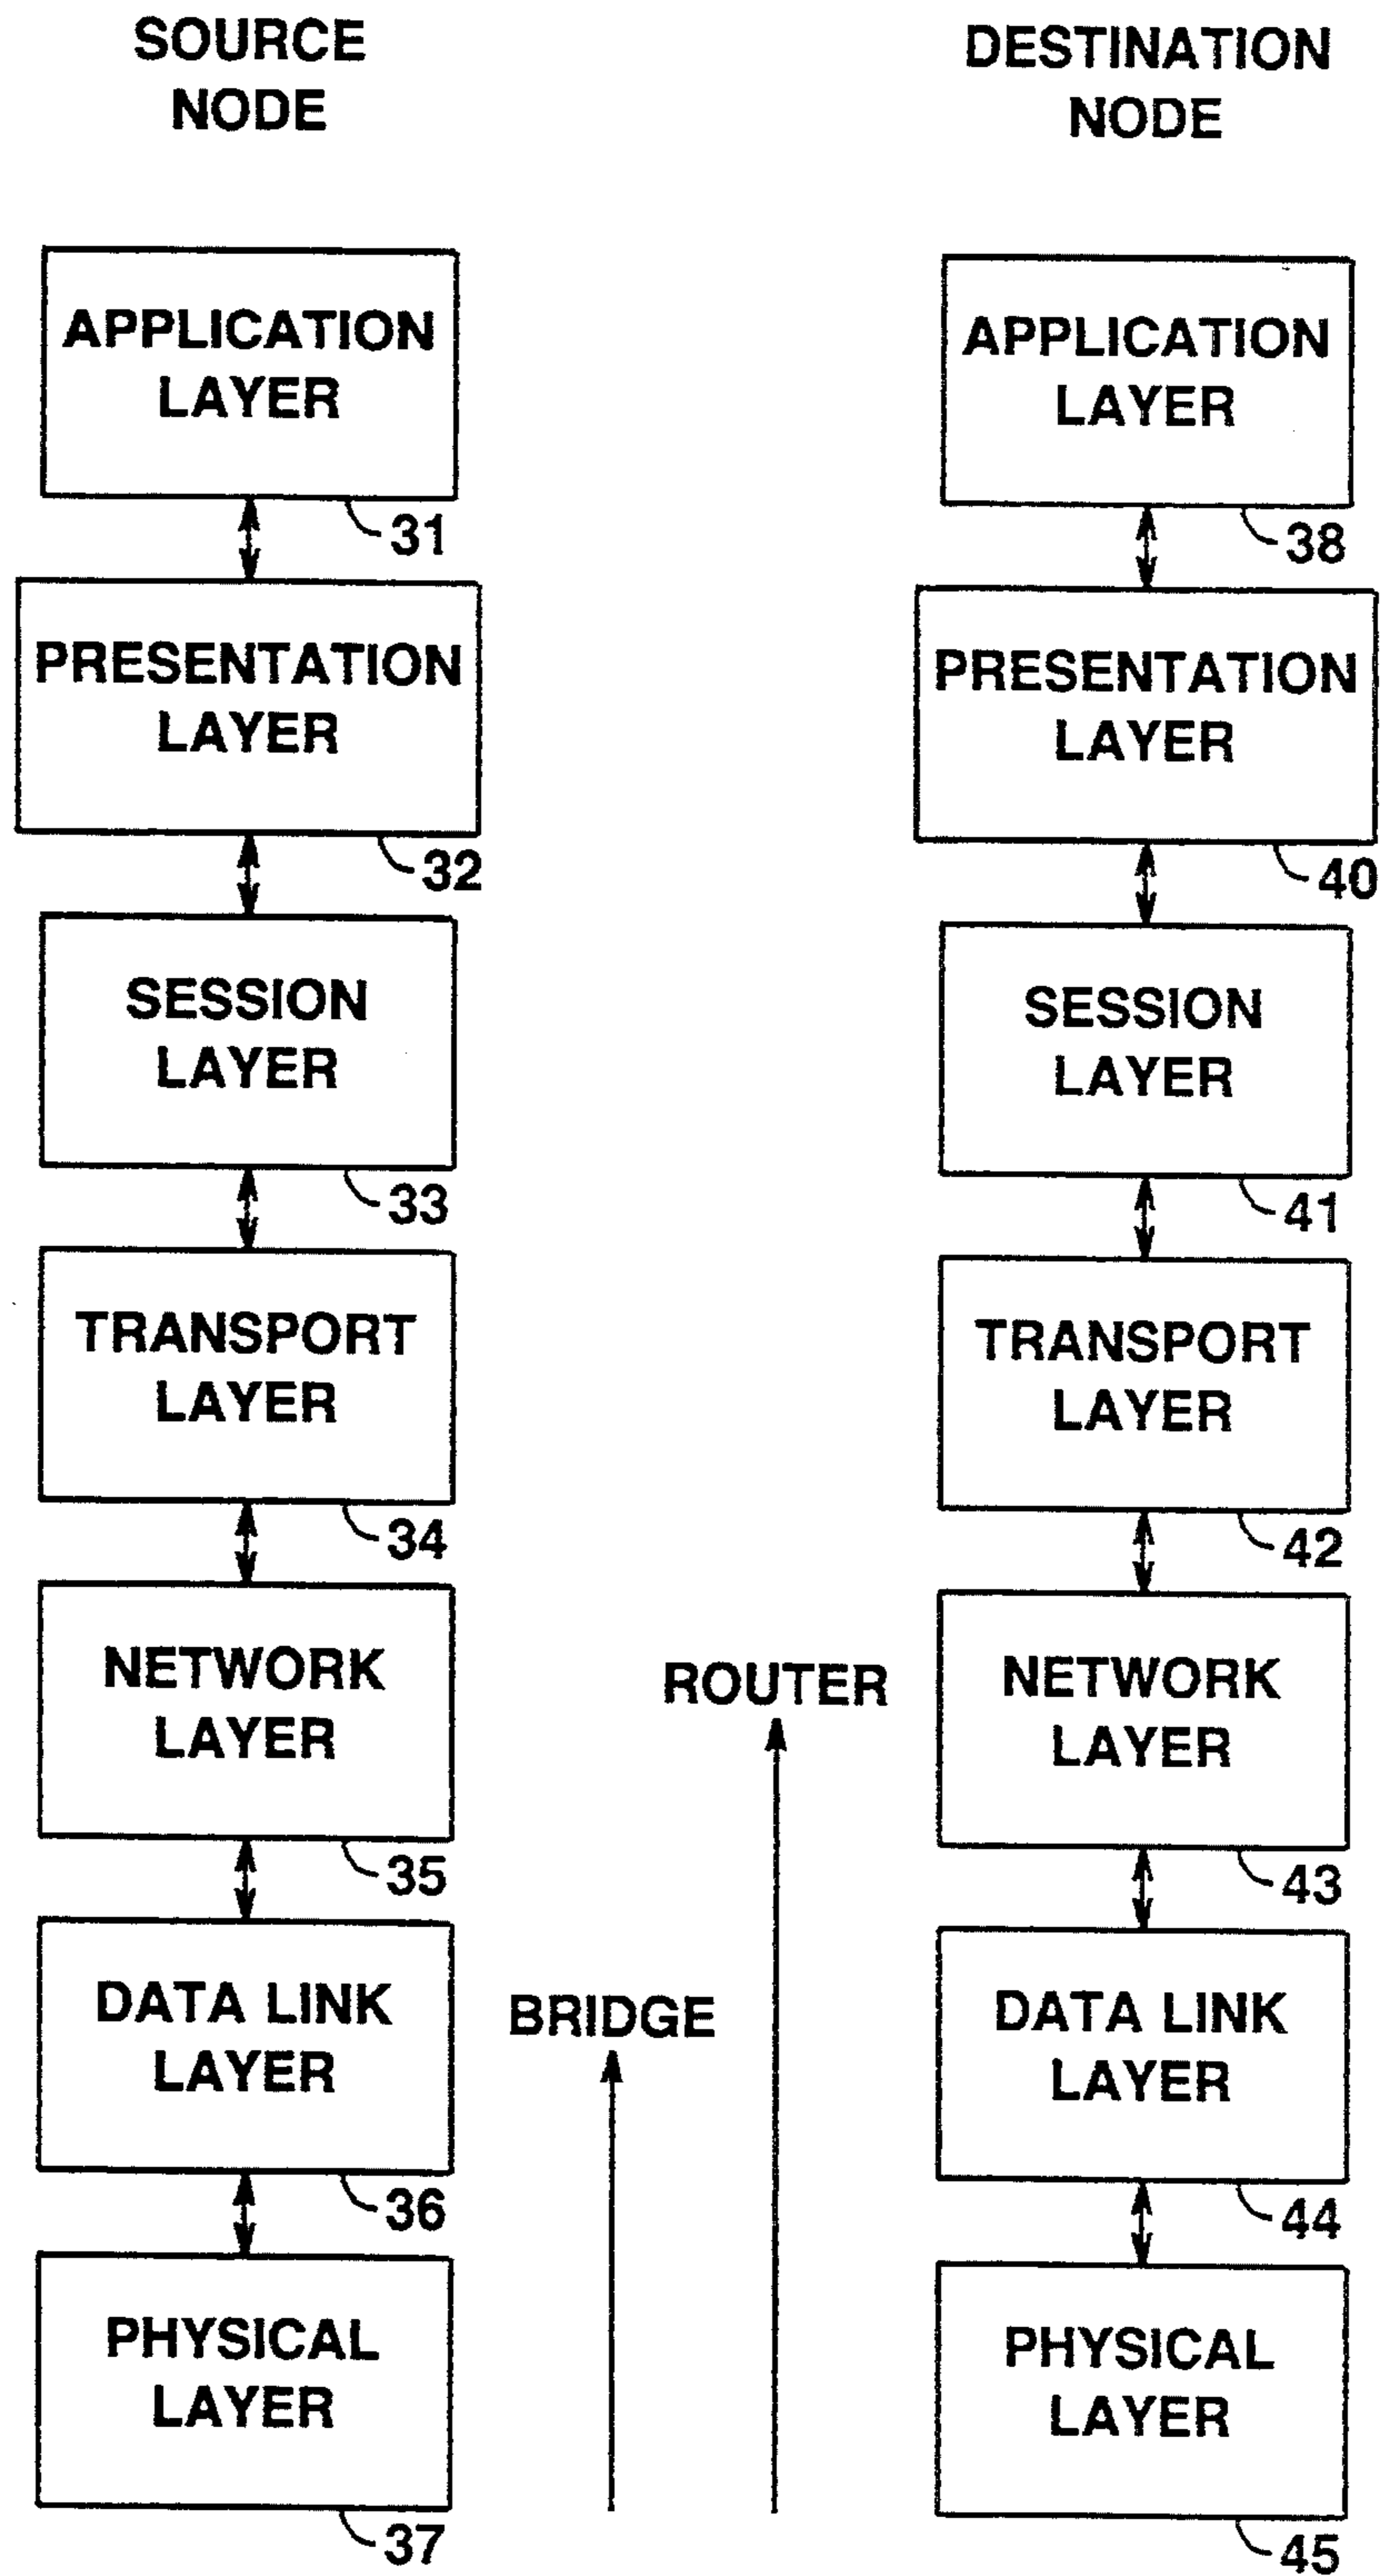 SOURCE
NODE
APPLICATION
LAYER
31
PRESENTATION
LAYER
32
SESSION
LAYER
33
TRANSPORT
LAYER
34
NETWORK
LAYER
35
DATA LINK
LAYER
36
PHYSICAL
LAYER
37
BRIDGE
ROUTER
DESTINATION
NODE
APPLICATION
LAYER
38
PRESENTATION
LAYER
40
SESSION
LAYER
41
TRANSPORT
LAYER
42
NETWORK
LAYER
43
DATA LINK
LAYER
44
PHYSICAL
LAYER
45